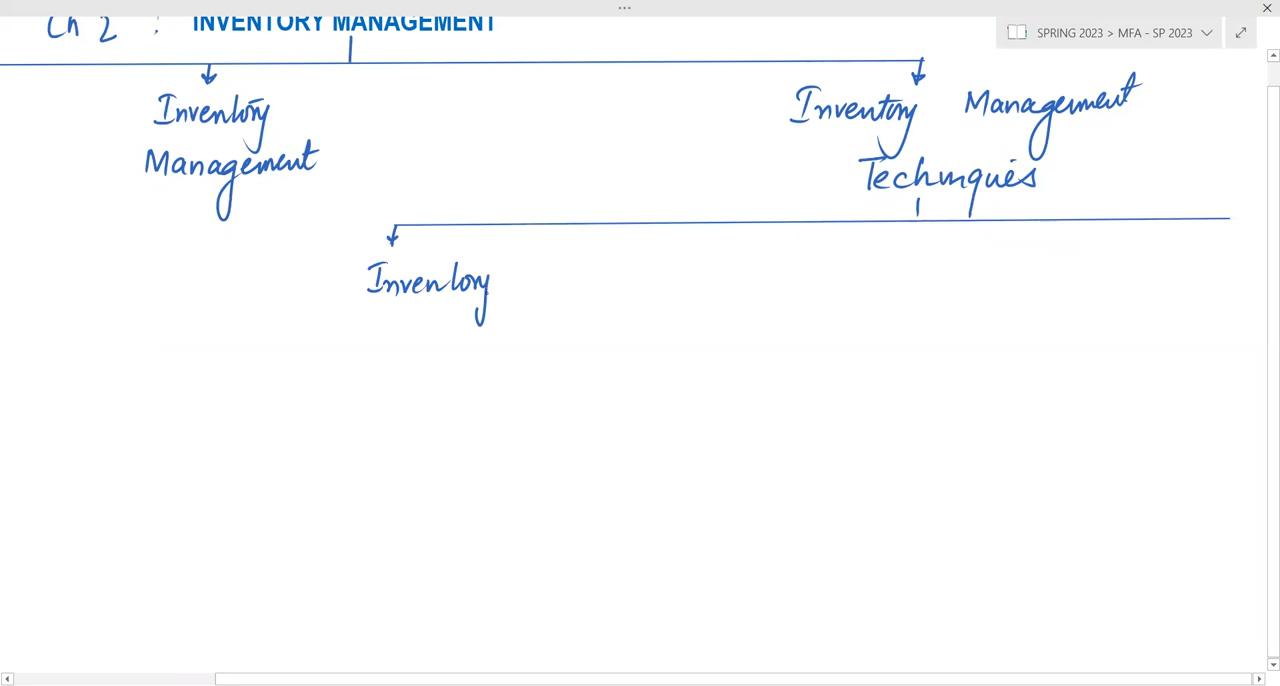 Ch 2 : INVENTORY MANAGEMENT
SPRING 2023 > MFA - SP 2023
Inventory
Management
Inventory Management
Techniques
Inventory